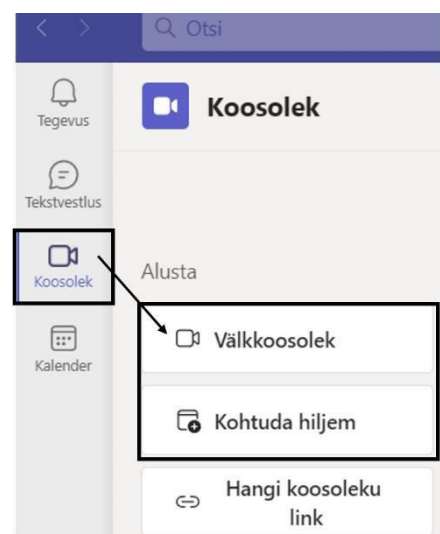 Otsi
Tegevus
Koosolek
Tekstvestlus
Koosolek
Alusta
Välkkoosolek
Kalender
Kohtuda hiljem
Hangi koosoleku
link